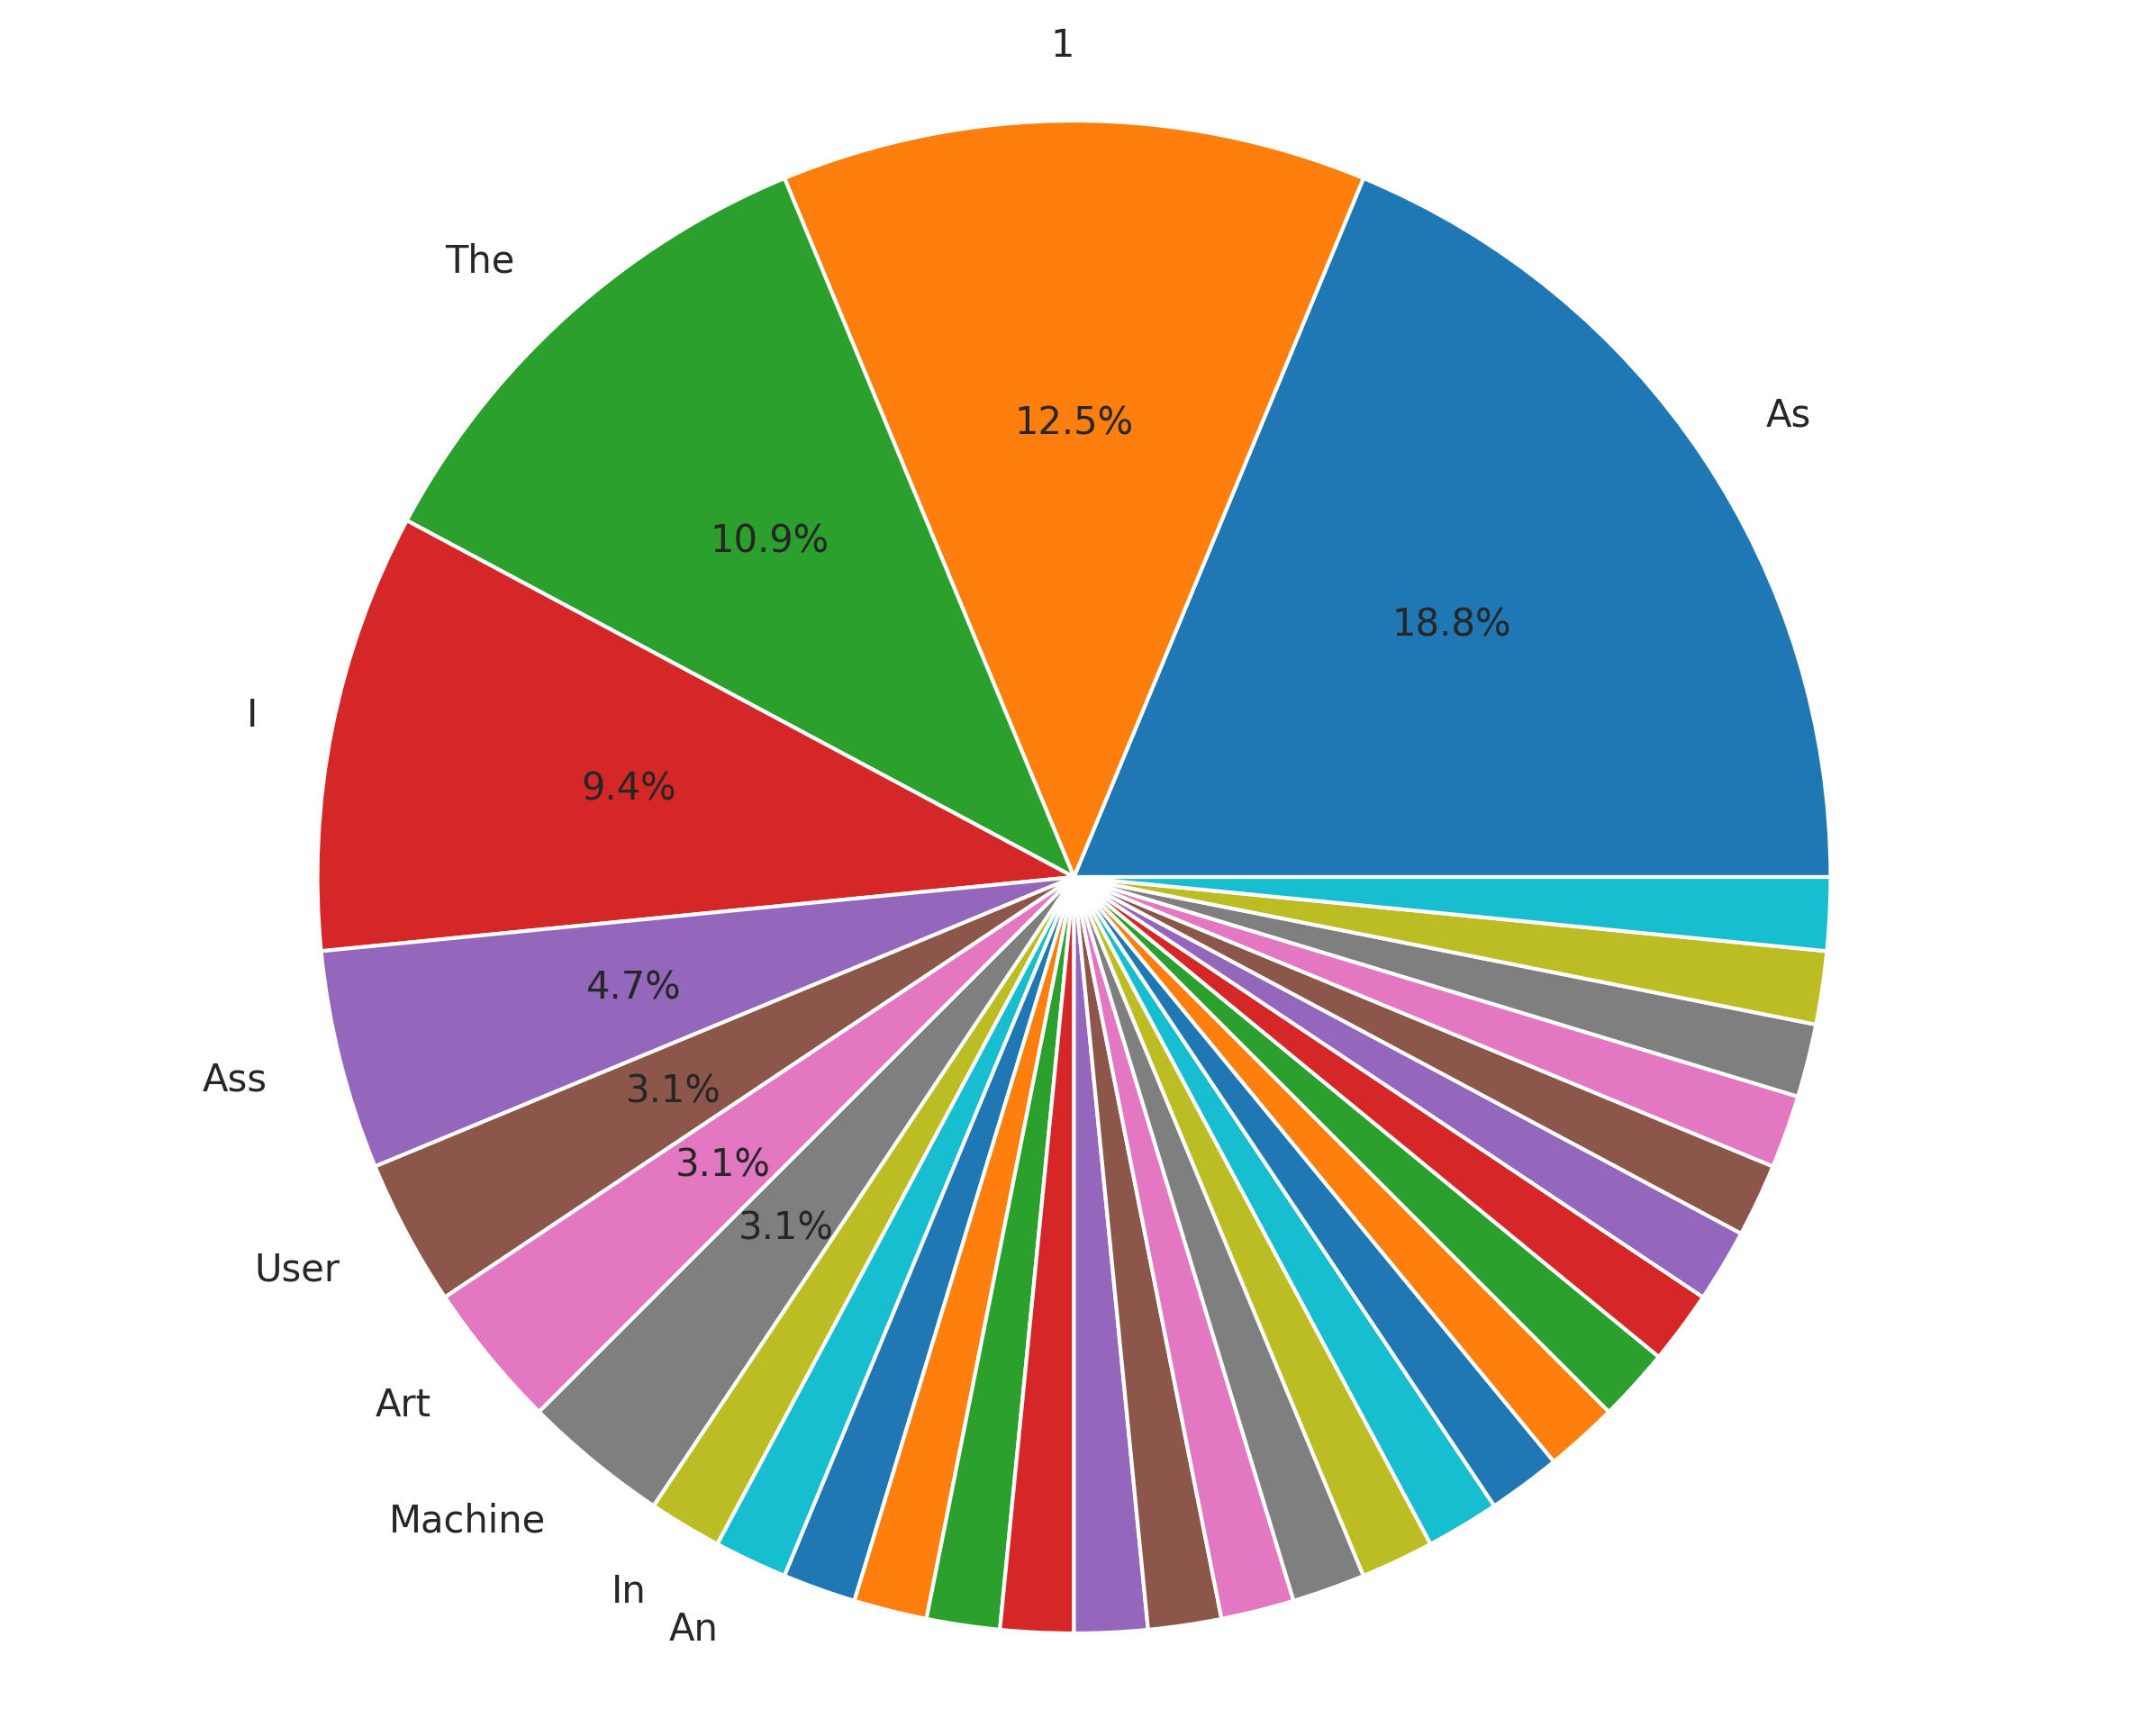 1
The
As
12.5%
10.9%
18.8%
I
9.4%
4.7%
Ass
3.1%
3.1%
3.1%
User
Art
Machine
In
An